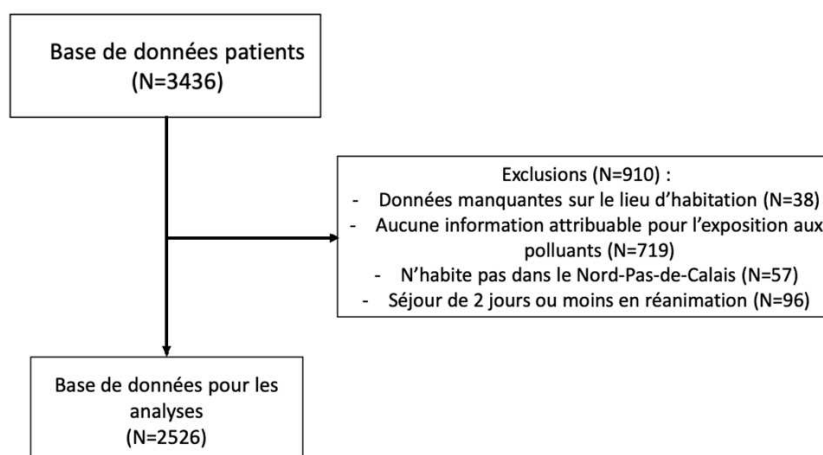 Base de données patients
(N=3436)
Exclusions (N=910) :
- Données manquantes sur le lieu d’habitation (N=38)
- Aucune information attribuable pour l’exposition aux
polluants (N=719)
- N’habite pas dans le Nord-Pas-de-Calais (N=57)
- Séjour de 2 jours ou moins en réanimation (N=96)
Base de données pour les
analyses
(N=2526)